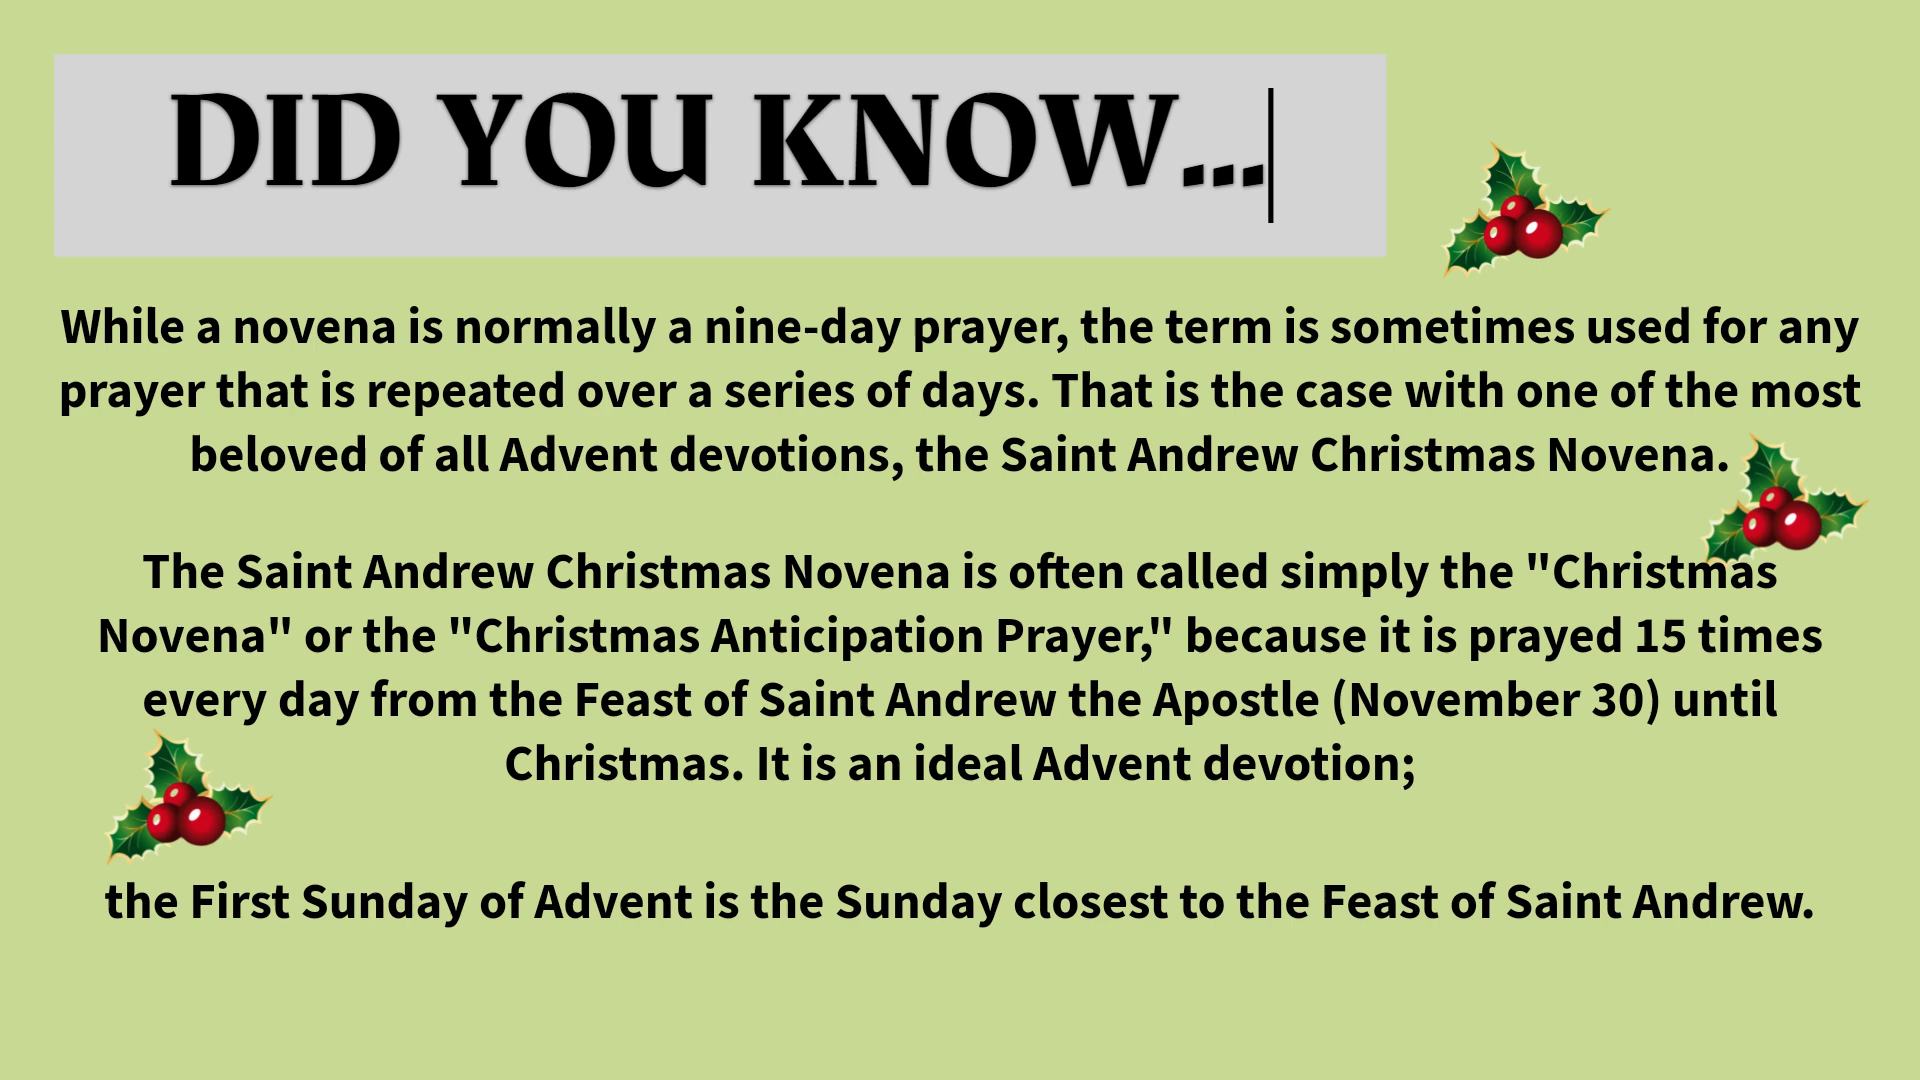 DID YOU KNOW...
While a novena is normally a nine-day prayer, the term is sometimes used for any
prayer that is repeated over a series of days. That is the case with one of the most
beloved of all Advent devotions, the Saint Andrew Christmas Novena.
The Saint Andrew Christmas Novena is often called simply the "Christmas
Novena" or the "Christmas Anticipation Prayer," because it is prayed 15 times
every day from the Feast of Saint Andrew the Apostle (November 30) until
Christmas. It is an ideal Advent devotion;
the First Sunday of Advent is the Sunday closest to the Feast of Saint Andrew.